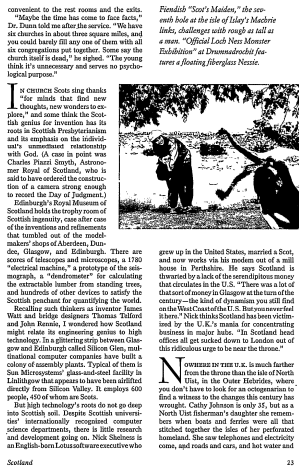 convenient to the rest rooms and the exits.
"Maybe the time has come to face facts,"
Dr. Dunn told me after the service. "We have
six churches in about three square miles, and
you could barely fill any one of them with all
six congregations put together. Some say the
church itself is dead," he sighed. "The young
think it's unnecessary and serves no psycho-
logical purpose."
IN CHURCH Scots sing thanks
"for minds that find new
thoughts, new wonders to ex-
plore," and some think the Scot-
tish genius for invention has its
roots in Scottish Presbyterianism
and its emphasis on the individ-
ual's unmediated relationship
with God. (A case in point was
Charles Piazzi Smyth, Astrono-
mer Royal of Scotland, who is
said to have ordered the construc-
tion of a camera strong enough
to record the Day of Judgment.)
Edinburgh's Royal Museum of
Scotland holds the trophy room of
Scottish ingenuity, case after case
of the inventions and refinements
that tumbled out of the model-
makers' shops of Aberdeen, Dun-
dee, Glasgow, and Edinburgh. There are
scores of telescopes and microscopes, a 1780
"electrical machine," a prototype of the seis-
mograph, a "dendrometer" for calculating
the extractable lumber from standing trees,
and hundreds of other devices to satisfy the
Scottish penchant for quantifying the world.
Recalling such thinkers as inventor James
Watt and bridge designers Thomas Telford
and John Rennie, I wondered how Scotland
might relate its engineering genius to high
technology. In a glittering strip between Glas-
gow and Edinburgh called Silicon Glen, mul-
tinational computer companies have built a
colony of assembly plants. Typical of them is
Sun Microsystems' glass-and-steel facility in
Linlithgow that appears to have been airlifted
directly from Silicon Valley. It employs 600
people, 450 of whom are Scots.
But high technology's roots do not go deep
into Scottish soil. Despite Scottish universi-
ties' internationally recognized computer
science departments, there is little research
and development going on. Nick Shelness is
an English-born Lotus software executive who
Scotland
Fiendish "Scot's Maiden," the sev-
enth hole at the isle of Islay's Machrie
links, challenges with rough as tall as
a man. "Official Loch Ness Monster
Exhibition" at Drumnadrochit fea-
tures a floating fiberglass Nessie.
grew up in the United States, married a Scot,
and now works via his modem out of a mill
house in Perthshire. He says Scotland is
thwarted by a lack of the serendipitous money
that circulates in the U.S. "There was a lot of
that sort of money in Glasgow at the turn of the
century—the kind of dynamism you still find
on the West Coast of the U.S. But you never feel
it here." Nick thinks Scotland has been victim-
ized by the U.K.'s mania for concentrating
business in major hubs. "In Scotland head
offices all get sucked down to London out of
this ridiculous urge to be near the throne."
NOWHERE IN THE U.K. is much farther
from the throne than the isle of North
Uist, in the Outer Hebrides, where
you don't have to look for an octogenarian to
find a witness to the changes this century has
wrought. Cathy Johnson is only 35, but as a
North Uist fisherman's daughter she remem-
bers when boats and ferries were all that
stitched together the isles of her perforated
homeland. She saw telephones and electricity
come, and roads and cars, and hot water and
23